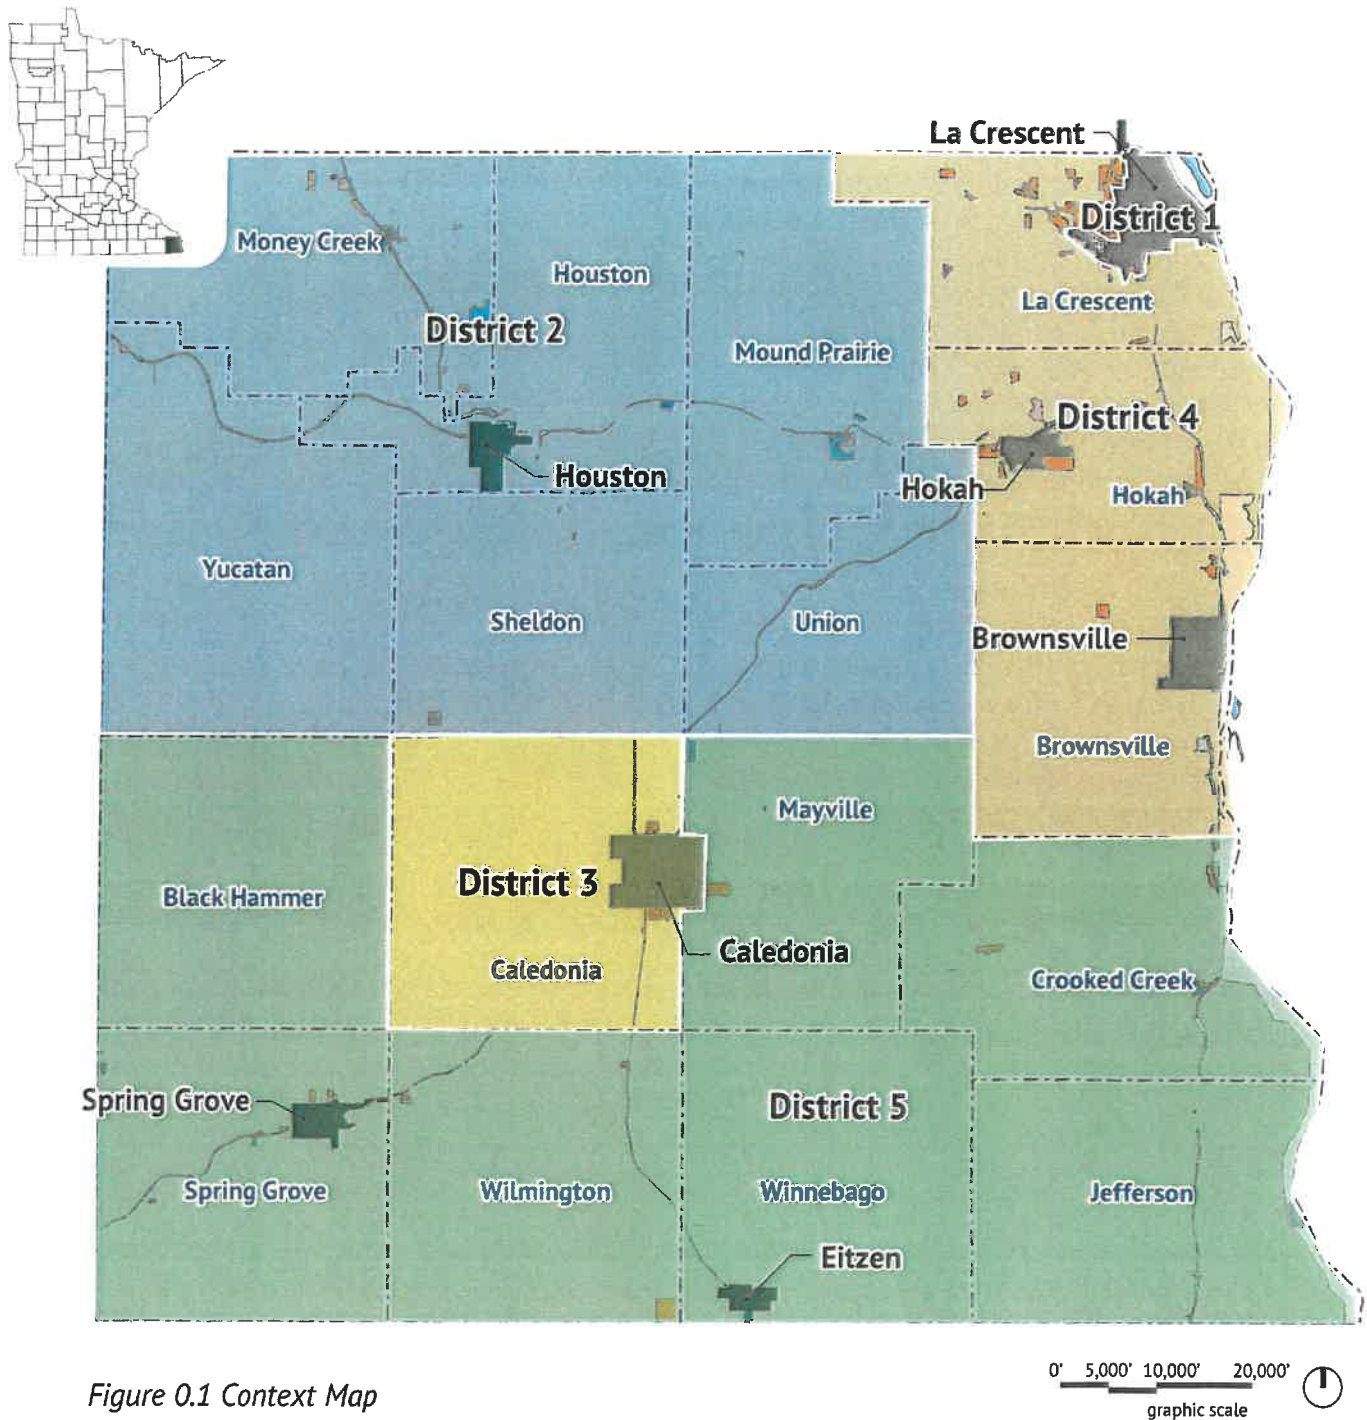 La Crescent
District 1
Money Creek
Houston
La Crescent
District 2
Mound Prairie
District 4
Houston
Hokah
Hokah
Yucatan
Sheldon
Union
Brownsville
Brownsville
Mayville
District 3
Black Hammer
Caledonia
Caledonia
Crooked Creek
Spring Grove
District 5
Spring Grove
Wilmington
Winnebago
Jefferson
Eitzen
0' 5,000' 10,000' 20,000'
graphic scale
Figure 0.1 Context Map